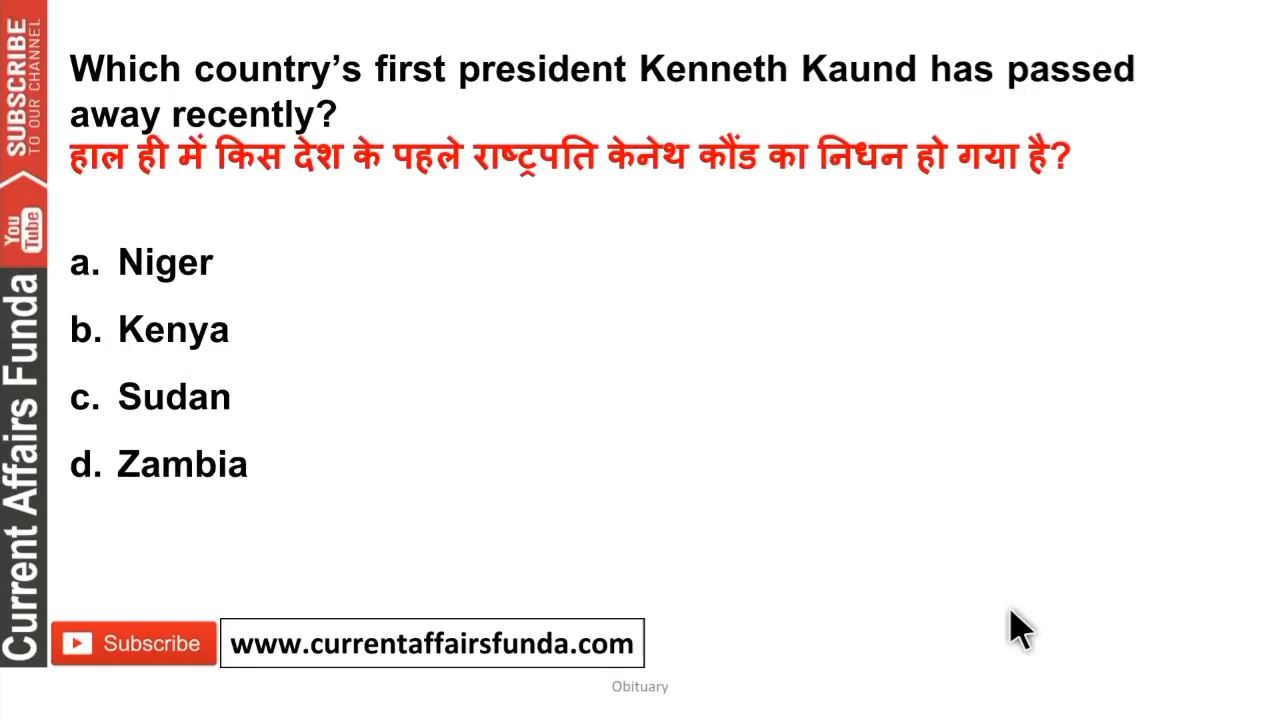 Which country’s first president Kenneth Kaund has passed
away recently?
हाल ही में किस देश के पहले राष्ट्रपति केनेथ कौंड का निधन हो गया है?
a. Niger
b. Kenya
c. Sudan
d. Zambia
SUBSCRIBE
TO OUR CHANNEL
You
Tube
Current Affairs Funda
Subscribe
www.currentaffairsfunda.com
Obituary